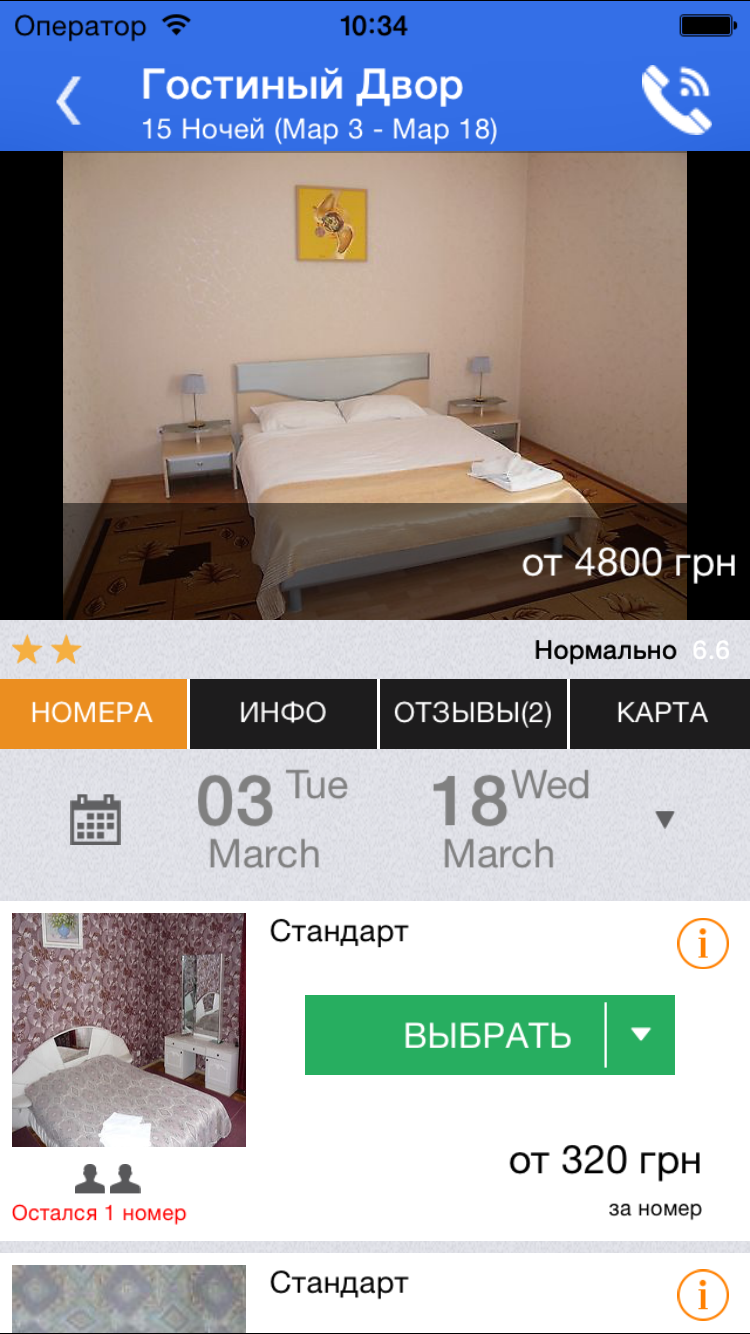 Оператор 10:34
Гостиный Двор
15 Ночей (Мар 3 - Мар 18)
от 4800 грн
Нормально 6.6
НОМЕРА ИНФО ОТЗЫВЫ(2) КАРТА
03 Tue 18 Wed
March March
Стандарт
i
ВЫБРАТЬ
от 320 грн
за номер
Остался 1 номер
Стандарт
i